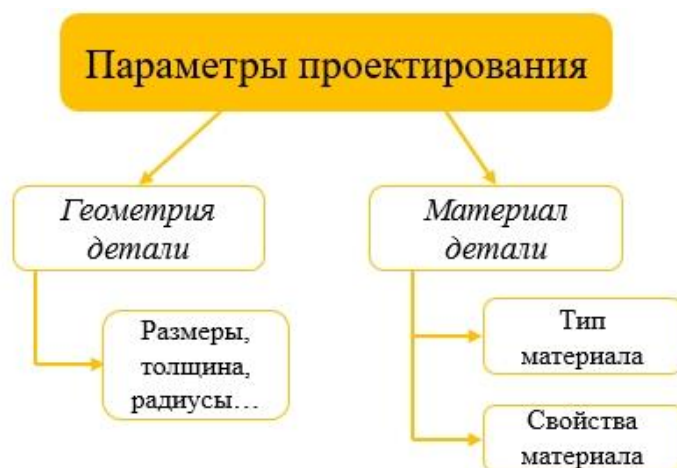 Параметры проектирования
Геометрия
детали
Размеры,
толщина,
радиусы…
Материал
детали
Тип
материала
Свойства
материала